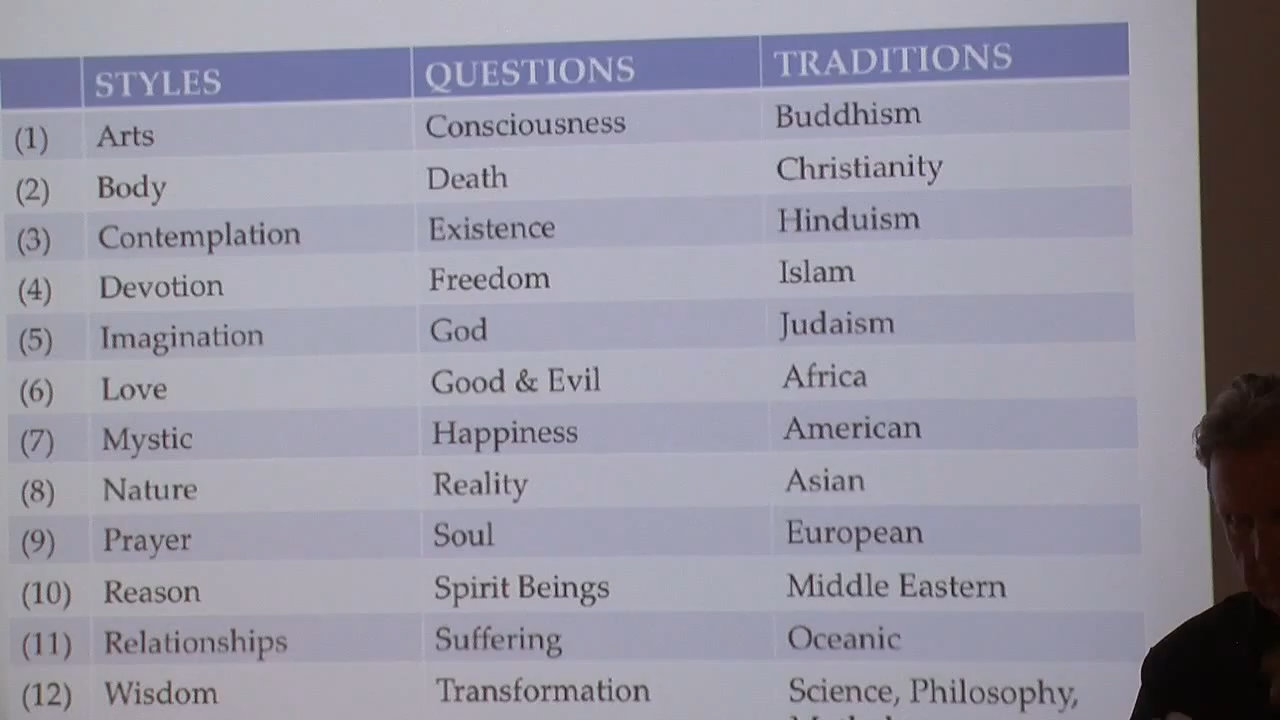 STYLES QUESTIONS TRADITIONS
(1) Arts Consciousness Buddhism
(2) Body Death Christianity
(3) Contemplation Existence Hinduism
(4) Devotion Freedom Islam
(5) Imagination God Judaism
(6) Love Good & Evil Africa
(7) Mystic Happiness American
(8) Nature Reality Asian
(9) Prayer Soul European
(10) Reason Spirit Beings Middle Eastern
(11) Relationships Suffering Oceanic
(12) Wisdom Transformation Science, Philosophy,